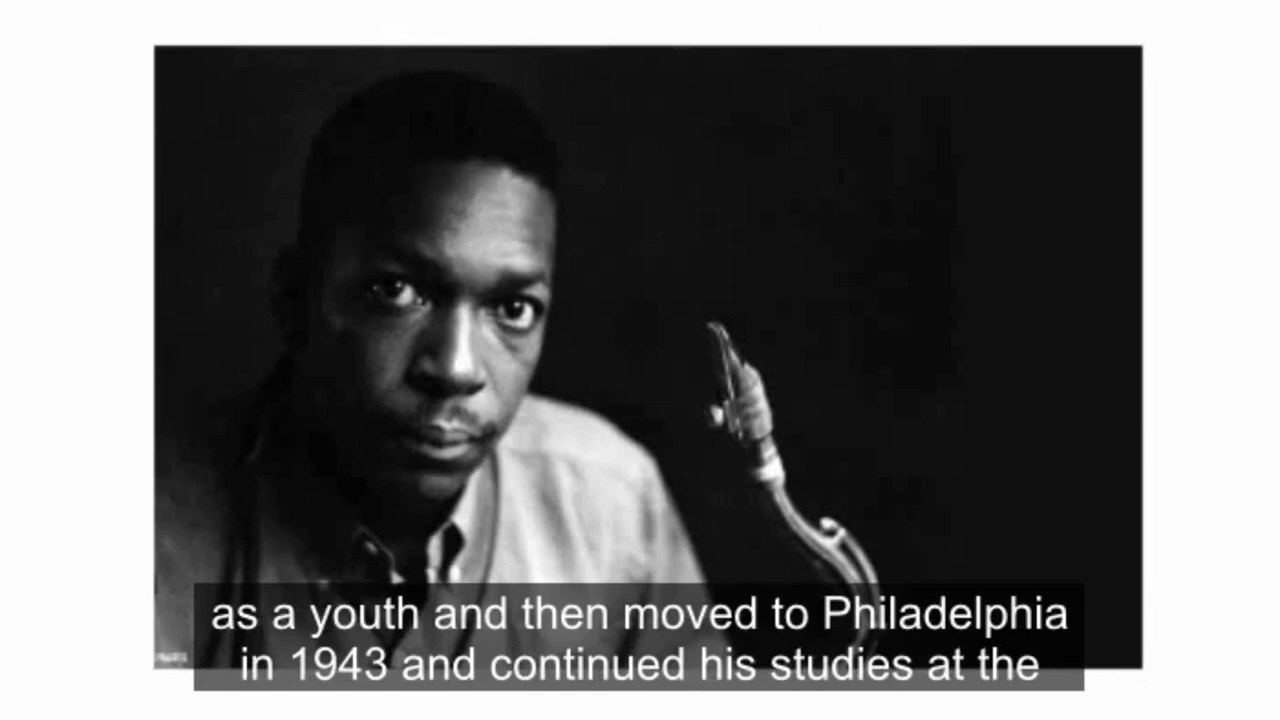 as a youth and then moved to Philadelphia
in 1943 and continued his studies at the